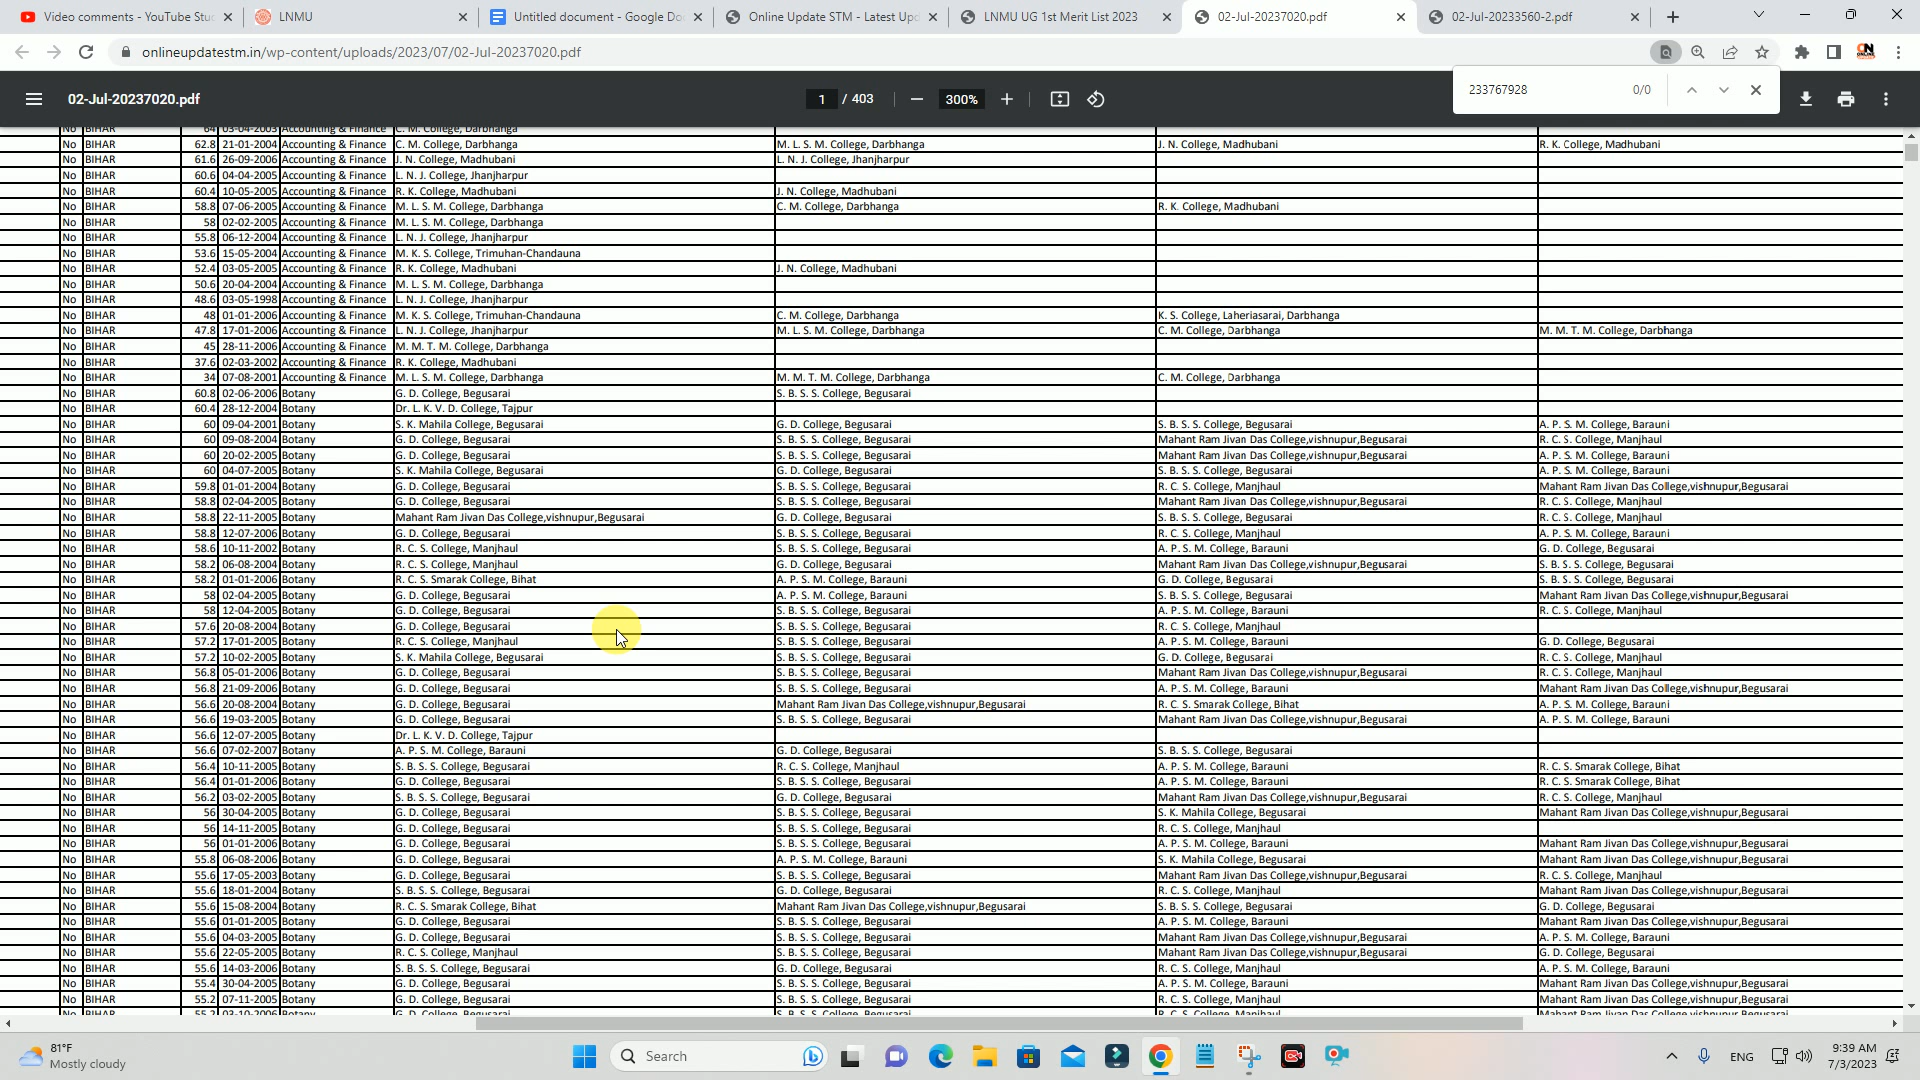 Video comments - YouTube Stu
LNMU
Untitled document - Google Do
Online Update STM - Latest Upd
LNMU UG 1st Merit List 2023
02-Jul-20237020.pdf
02-Jul-20233560-2.pdf
onlineupdatestm.in/wp-content/uploads/2023/07/02-Jul-20237020.pdf
02-Jul-20237020.pdf 1 / 403 300% 233767928 0/0
No BIHAR 64 03-04-2003 Accounting & Finance C. M. College, Darbhanga
No BIHAR 62.8 21-01-2004 Accounting & Finance C. M. College, Darbhanga M. L. S. M. College, Darbhanga J. N. College, Madhubani R. K. College, Madhubani
No BIHAR 61.6 26-09-2006 Accounting & Finance J. N. College, Madhubani L. N. J. College, Jhanjharpur
No BIHAR 60.6 04-04-2005 Accounting & Finance L. N. J. College, Jhanjharpur
No BIHAR 60.4 10-05-2005 Accounting & Finance R. K. College, Madhubani J. N. College, Madhubani
No BIHAR 58.8 07-06-2005 Accounting & Finance M. L. S. M. College, Darbhanga C. M. College, Darbhanga R. K. College, Madhubani
No BIHAR 58 02-02-2005 Accounting & Finance M. L. S. M. College, Darbhanga
No BIHAR 55.8 06-12-2004 Accounting & Finance L. N. J. College, Jhanjharpur
No BIHAR 53.6 15-05-2004 Accounting & Finance M. K. S. College, Trimuhan-Chandauna
No BIHAR 52.4 03-05-2005 Accounting & Finance R. K. College, Madhubani J. N. College, Madhubani
No BIHAR 50.6 20-04-2004 Accounting & Finance M. L. S. M. College, Darbhanga
No BIHAR 48.6 03-05-1998 Accounting & Finance L. N. J. College, Jhanjharpur
No BIHAR 48 01-01-2006 Accounting & Finance M. K. S. College, Trimuhan-Chandauna C. M. College, Darbhanga K. S. College, Laheriasarai, Darbhanga
No BIHAR 47.8 17-01-2006 Accounting & Finance L. N. J. College, Jhanjharpur M. L. S. M. College, Darbhanga C. M. College, Darbhanga M. M. T. M. College, Darbhanga
No BIHAR 45 28-11-2006 Accounting & Finance M. M. T. M. College, Darbhanga
No BIHAR 37.6 02-03-2002 Accounting & Finance R. K. College, Madhubani
No BIHAR 34 07-08-2001 Accounting & Finance M. L. S. M. College, Darbhanga M. M. T. M. College, Darbhanga C. M. College, Darbhanga
No BIHAR 60.8 02-06-2006 Botany G. D. College, Begusarai S. B. S. S. College, Begusarai
No BIHAR 60.4 28-12-2004 Botany Dr. L. K. V. D. College, Tajpur
No BIHAR 60 09-04-2001 Botany S. K. Mahila College, Begusarai G. D. College, Begusarai S. B. S. S. College, Begusarai A. P. S. M. College, Barauni
No BIHAR 60 09-08-2004 Botany G. D. College, Begusarai S. B. S. S. College, Begusarai Mahant Ram Jivan Das College,vishnupur,Begusarai R. C. S. College, Manjhaul
No BIHAR 60 20-02-2005 Botany G. D. College, Begusarai S. B. S. S. College, Begusarai Mahant Ram Jivan Das College,vishnupur,Begusarai A. P. S. M. College, Barauni
No BIHAR 60 04-07-2005 Botany S. K. Mahila College, Begusarai G. D. College, Begusarai S. B. S. S. College, Begusarai A. P. S. M. College, Barauni
No BIHAR 59.8 01-01-2004 Botany G. D. College, Begusarai S. B. S. S. College, Begusarai R. C. S. College, Manjhaul Mahant Ram Jivan Das College,vishnupur,Begusarai
No BIHAR 58.8 02-04-2005 Botany G. D. College, Begusarai S. B. S. S. College, Begusarai Mahant Ram Jivan Das College,vishnupur,Begusarai R. C. S. College, Manjhaul
No BIHAR 58.8 22-11-2005 Botany Mahant Ram Jivan Das College,vishnupur,Begusarai G. D. College, Begusarai S. B. S. S. College, Begusarai R. C. S. College, Manjhaul
No BIHAR 58.8 12-07-2006 Botany G. D. College, Begusarai S. B. S. S. College, Begusarai R. C. S. College, Manjhaul A. P. S. M. College, Barauni
No BIHAR 58.6 10-11-2002 Botany R. C. S. College, Manjhaul S. B. S. S. College, Begusarai A. P. S. M. College, Barauni G. D. College, Begusarai
No BIHAR 58.2 06-08-2004 Botany R. C. S. College, Manjhaul G. D. College, Begusarai Mahant Ram Jivan Das College,vishnupur,Begusarai S. B. S. S. College, Begusarai
No BIHAR 58.2 01-01-2006 Botany R. C. S. Smarak College, Bihat A. P. S. M. College, Barauni G. D. College, Begusarai S. B. S. S. College, Begusarai
No BIHAR 58 02-04-2005 Botany G. D. College, Begusarai A. P. S. M. College, Barauni S. B. S. S. College, Begusarai Mahant Ram Jivan Das College,vishnupur,Begusarai
No BIHAR 58 12-04-2005 Botany G. D. College, Begusarai S. B. S. S. College, Begusarai A. P. S. M. College, Barauni R. C. S. College, Manjhaul
No BIHAR 57.6 20-08-2004 Botany G. D. College, Begusarai S. B. S. S. College, Begusarai R. C. S. College, Manjhaul
No BIHAR 57.2 17-01-2005 Botany R. C. S. College, Manjhaul S. B. S. S. College, Begusarai A. P. S. M. College, Barauni G. D. College, Begusarai
No BIHAR 57.2 10-02-2005 Botany S. K. Mahila College, Begusarai S. B. S. S. College, Begusarai G. D. College, Begusarai R. C. S. College, Manjhaul
No BIHAR 56.8 05-01-2006 Botany G. D. College, Begusarai S. B. S. S. College, Begusarai Mahant Ram Jivan Das College,vishnupur,Begusarai R. C. S. College, Manjhaul
No BIHAR 56.8 21-09-2006 Botany G. D. College, Begusarai S. B. S. S. College, Begusarai A. P. S. M. College, Barauni Mahant Ram Jivan Das College,vishnupur,Begusarai
No BIHAR 56.6 20-08-2004 Botany G. D. College, Begusarai Mahant Ram Jivan Das College,vishnupur,Begusarai R. C. S. Smarak College, Bihat A. P. S. M. College, Barauni
No BIHAR 56.6 19-03-2005 Botany G. D. College, Begusarai S. B. S. S. College, Begusarai Mahant Ram Jivan Das College,vishnupur,Begusarai A. P. S. M. College, Barauni
No BIHAR 56.6 12-07-2005 Botany Dr. L. K. V. D. College, Tajpur
No BIHAR 56.6 07-02-2007 Botany A. P. S. M. College, Barauni G. D. College, Begusarai S. B. S. S. College, Begusarai
No BIHAR 56.4 10-11-2005 Botany S. B. S. S. College, Begusarai R. C. S. College, Manjhaul A. P. S. M. College, Barauni R. C. S. Smarak College, Bihat
No BIHAR 56.4 01-01-2006 Botany G. D. College, Begusarai S. B. S. S. College, Begusarai A. P. S. M. College, Barauni R. C. S. Smarak College, Bihat
No BIHAR 56.2 03-02-2005 Botany S. B. S. S. College, Begusarai G. D. College, Begusarai Mahant Ram Jivan Das College,vishnupur,Begusarai R. C. S. College, Manjhaul
No BIHAR 56 30-04-2005 Botany G. D. College, Begusarai S. B. S. S. College, Begusarai S. K. Mahila College, Begusarai Mahant Ram Jivan Das College,vishnupur,Begusarai
No BIHAR 56 14-11-2005 Botany G. D. College, Begusarai S. B. S. S. College, Begusarai R. C. S. College, Manjhaul
No BIHAR 56 01-01-2006 Botany G. D. College, Begusarai S. B. S. S. College, Begusarai A. P. S. M. College, Barauni Mahant Ram Jivan Das College,vishnupur,Begusarai
No BIHAR 55.8 06-08-2006 Botany G. D. College, Begusarai A. P. S. M. College, Barauni S. K. Mahila College, Begusarai Mahant Ram Jivan Das College,vishnupur,Begusarai
No BIHAR 55.6 17-05-2003 Botany G. D. College, Begusarai S. B. S. S. College, Begusarai Mahant Ram Jivan Das College,vishnupur,Begusarai R. C. S. College, Manjhaul
No BIHAR 55.6 18-01-2004 Botany S. B. S. S. College, Begusarai G. D. College, Begusarai R. C. S. College, Manjhaul Mahant Ram Jivan Das College,vishnupur,Begusarai
No BIHAR 55.6 15-08-2004 Botany R. C. S. Smarak College, Bihat Mahant Ram Jivan Das College,vishnupur,Begusarai S. B. S. S. College, Begusarai G. D. College, Begusarai
No BIHAR 55.6 01-01-2005 Botany G. D. College, Begusarai S. B. S. S. College, Begusarai A. P. S. M. College, Barauni Mahant Ram Jivan Das College,vishnupur,Begusarai
No BIHAR 55.6 04-03-2005 Botany G. D. College, Begusarai S. B. S. S. College, Begusarai Mahant Ram Jivan Das College,vishnupur,Begusarai A. P. S. M. College, Barauni
No BIHAR 55.6 22-05-2005 Botany R. C. S. College, Manjhaul S. B. S. S. College, Begusarai Mahant Ram Jivan Das College,vishnupur,Begusarai G. D. College, Begusarai
No BIHAR 55.6 14-03-2006 Botany S. B. S. S. College, Begusarai G. D. College, Begusarai R. C. S. College, Manjhaul A. P. S. M. College, Barauni
No BIHAR 55.4 30-04-2005 Botany G. D. College, Begusarai S. B. S. S. College, Begusarai A. P. S. M. College, Barauni Mahant Ram Jivan Das College,vishnupur,Begusarai
No BIHAR 55.2 07-11-2005 Botany G. D. College, Begusarai S. B. S. S. College, Begusarai R. C. S. College, Manjhaul Mahant Ram Jivan Das College,vishnupur,Begusarai
No BIHAR 55.2 03-10-2006 Botany G. D. College, Begusarai S. B. S. S. College, Begusarai R. C. S. College, Manjhaul Mahant Ram Jivan Das College,vishnupur,Begusarai
81°F
Mostly cloudy
Search
ENG
9:39 AM
7/3/2023